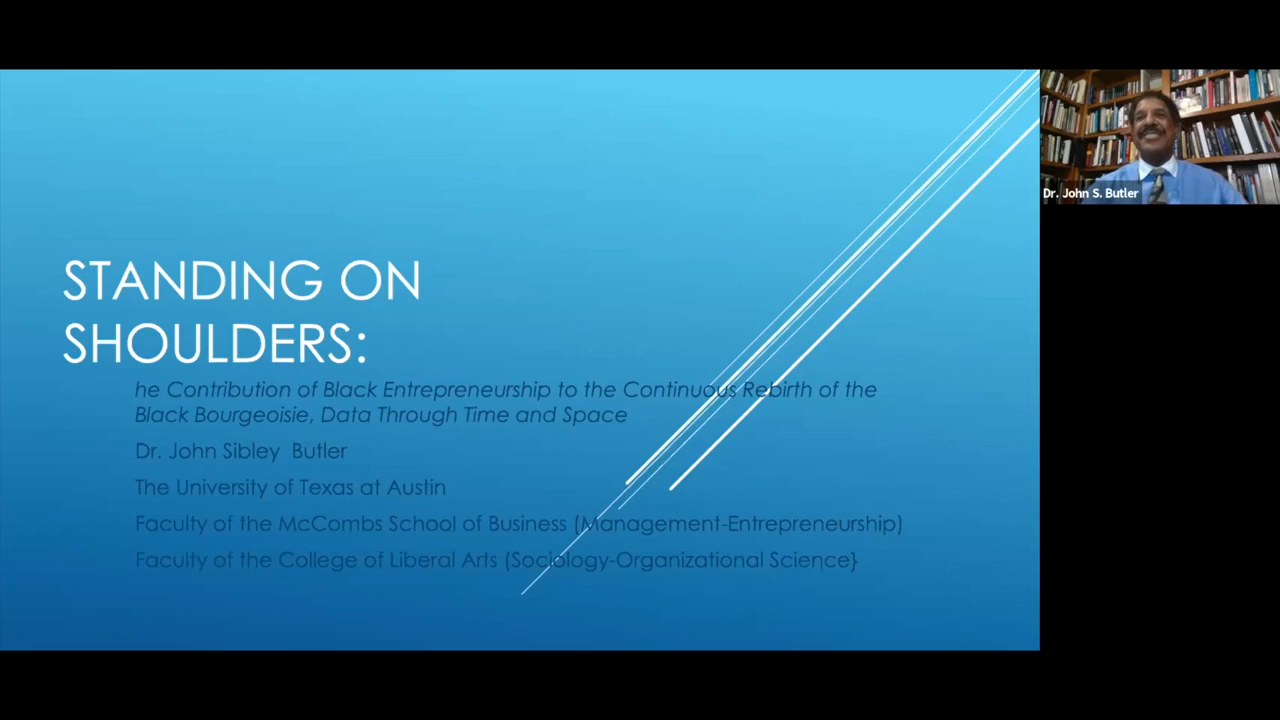 STANDING ON
SHOULDERS:
he Contribution of Black Entrepreneurship to the Continuous Rebirth of the
Black Bourgeoisie, Data Through Time and Space
Dr. John Sibley  Butler
The University of Texas at Austin
Faculty of the McCombs School of Business (Management-Entrepreneurship)
Faculty of the College of Liberal Arts (Sociology-Organizational Science}
Dr. John S. Butler